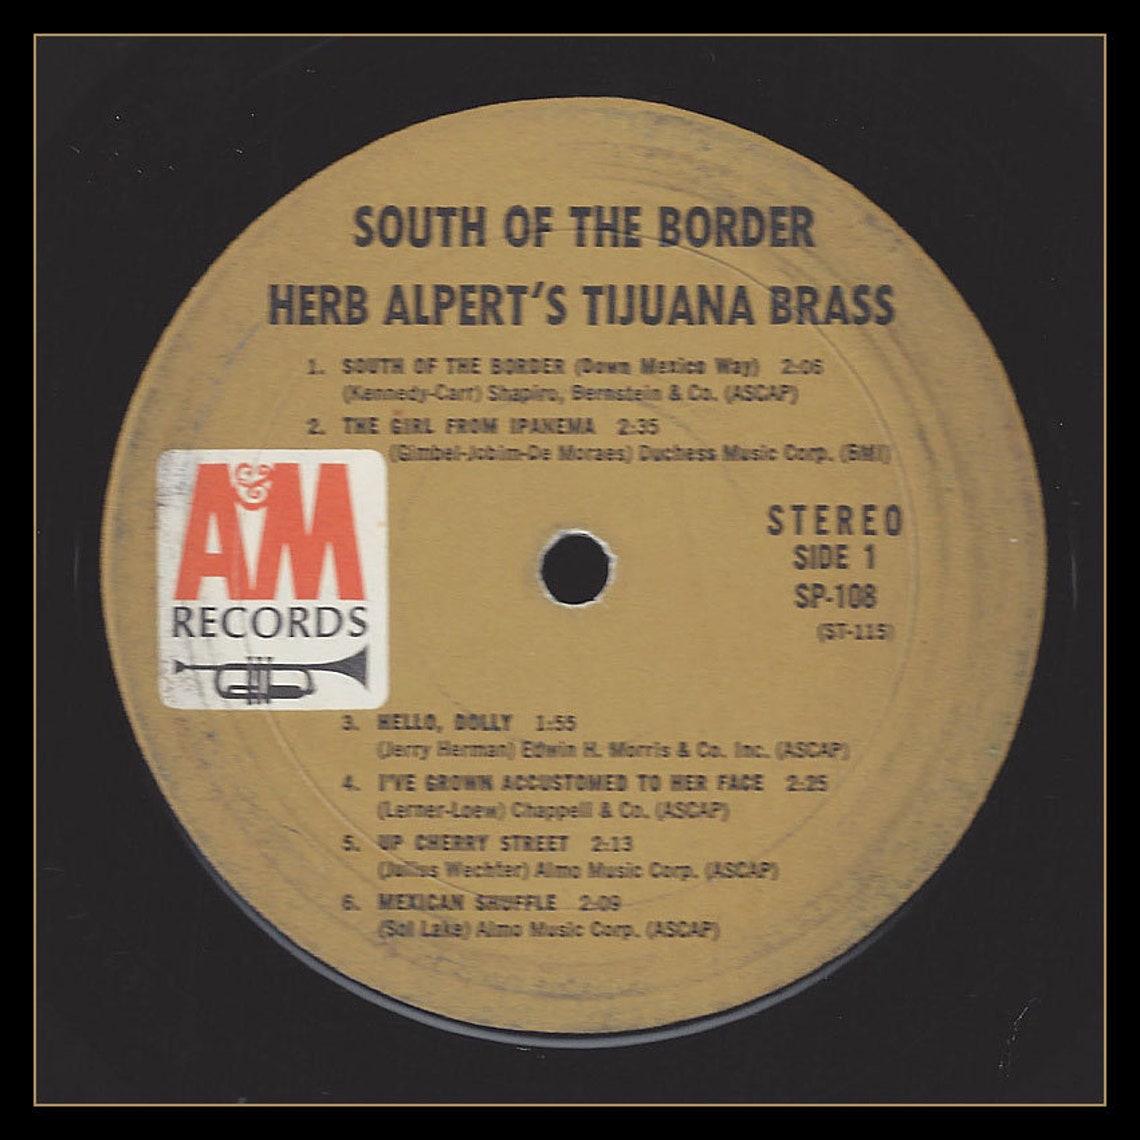 SOUTH OF THE BORDER
HERB ALPERT'S TIJUANA BRASS
1. SOUTH OF THE BORDER (Down Mexico Way) 2:05
(Kennedy-Carr) Shapiro, Bernstein & Co. (ASCAP)
2. THE GIRL FROM IPANEMA 2:35
(Gimbel-Jobim-De Moraes) Duchess Music Corp. (BMI)
A&M
RECORDS
STEREO
SIDE 1
SP-108
(ST-115)
3. HELLO, DOLLY 1:55
(Jerry Herman) Edwin H. Morris & Co. Inc. (ASCAP)
4. I'VE GROWN ACCUSTOMED TO HER FACE 2:25
(Lerner-Loew) Chappell & Co. (ASCAP)
5. UP CHERRY STREET 2:13
(Julius Wechter) Almo Music Corp. (ASCAP)
6. MEXICAN SHUFFLE 2:09
(Sol Lake) Almo Music Corp. (ASCAP)